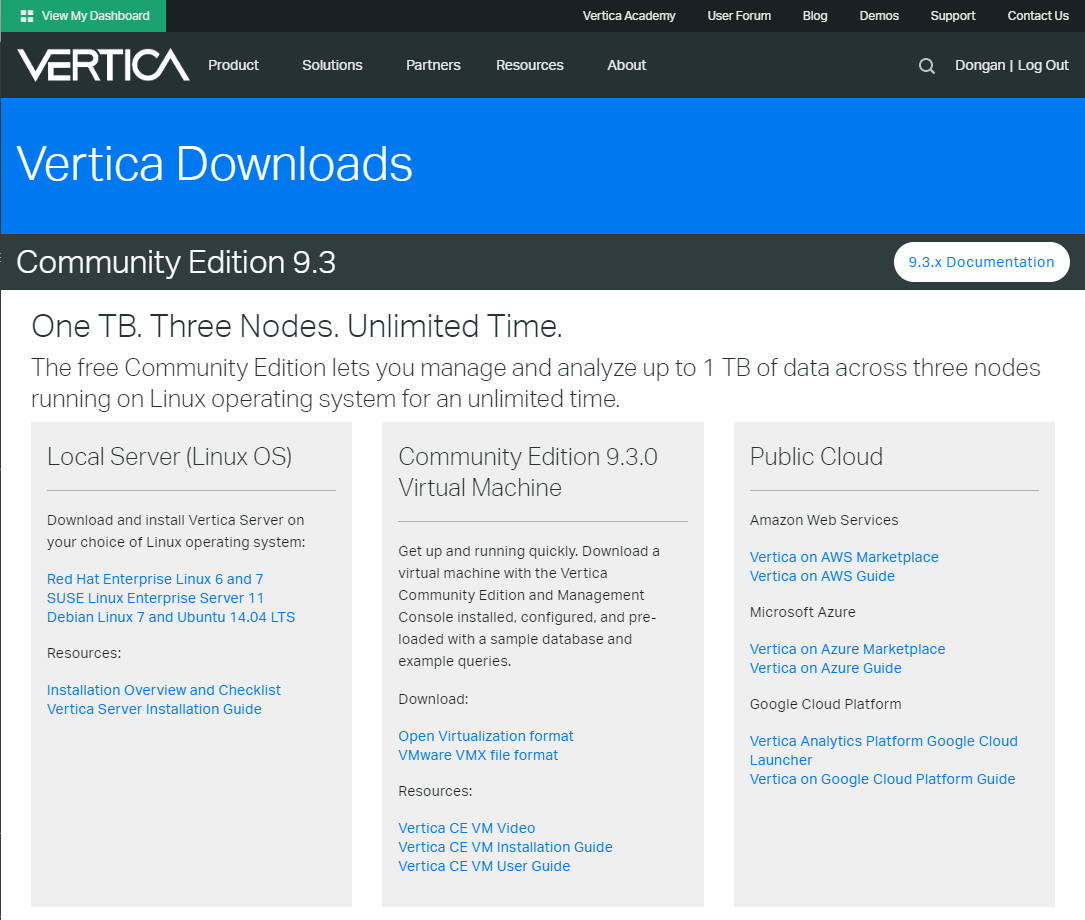 View My Dashboard
Vertica Academy
User Forum
Blog
Demos
Support
Contact Us
VERTICA
Product
Solutions
Partners
Resources
About
Dongan | Log Out
Vertica Downloads
Community Edition 9.3
9.3.x Documentation
One TB. Three Nodes. Unlimited Time.
The free Community Edition lets you manage and analyze up to 1 TB of data across three nodes
running on Linux operating system for an unlimited time.
Local Server (Linux OS)
Download and install Vertica Server on
your choice of Linux operating system:
Red Hat Enterprise Linux 6 and 7
SUSE Linux Enterprise Server 11
Debian Linux 7 and Ubuntu 14.04 LTS
Resources:
Installation Overview and Checklist
Vertica Server Installation Guide
Community Edition 9.3.0
Virtual Machine
Get up and running quickly. Download a
virtual machine with the Vertica
Community Edition and Management
Console installed, configured, and pre-
loaded with a sample database and
example queries.
Download:
Open Virtualization format
VMware VMX file format
Resources:
Vertica CE VM Video
Vertica CE VM Installation Guide
Vertica CE VM User Guide
Public Cloud
Amazon Web Services
Vertica on AWS Marketplace
Vertica on AWS Guide
Microsoft Azure
Vertica on Azure Marketplace
Vertica on Azure Guide
Google Cloud Platform
Vertica Analytics Platform Google Cloud
Launcher
Vertica on Google Cloud Platform Guide